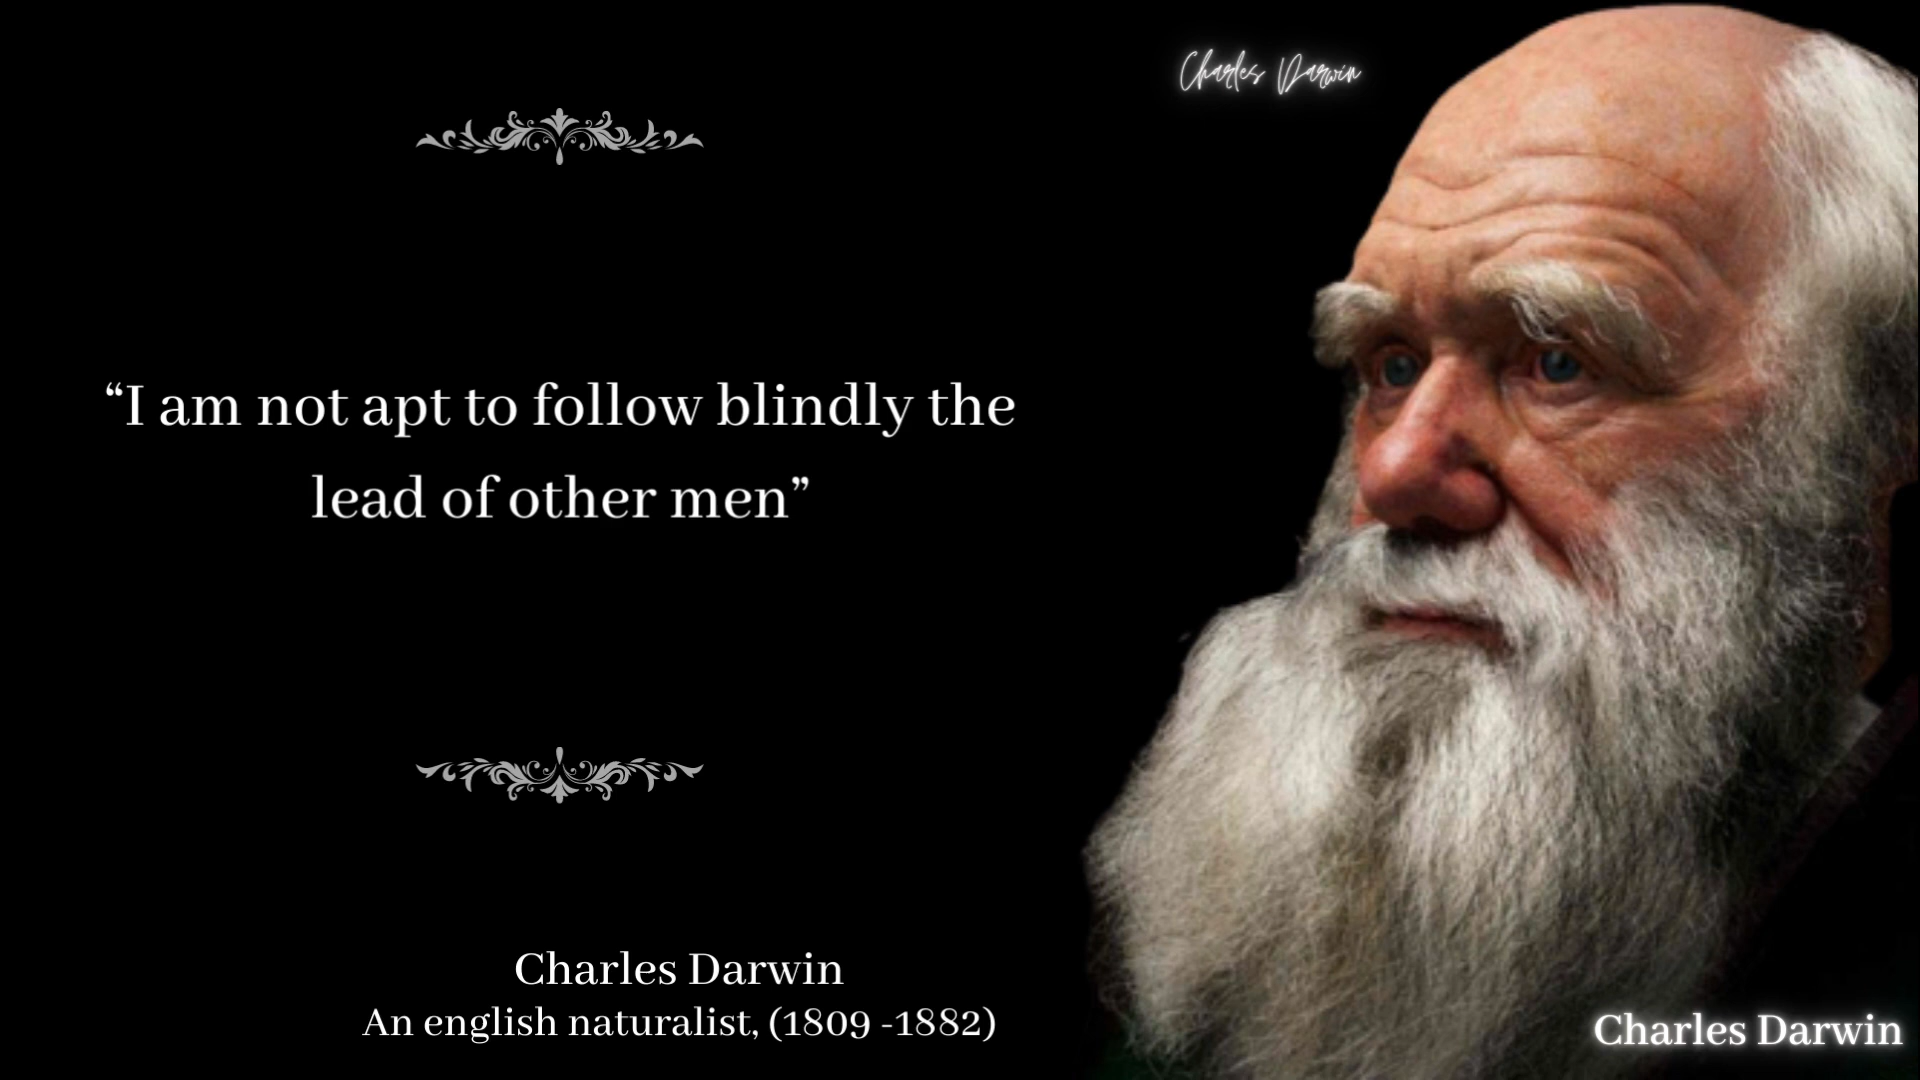 Charles Darwin
“I am not apt to follow blindly the
lead of other men”
Charles Darwin
An english naturalist, (1809 -1882)
Charles Darwin